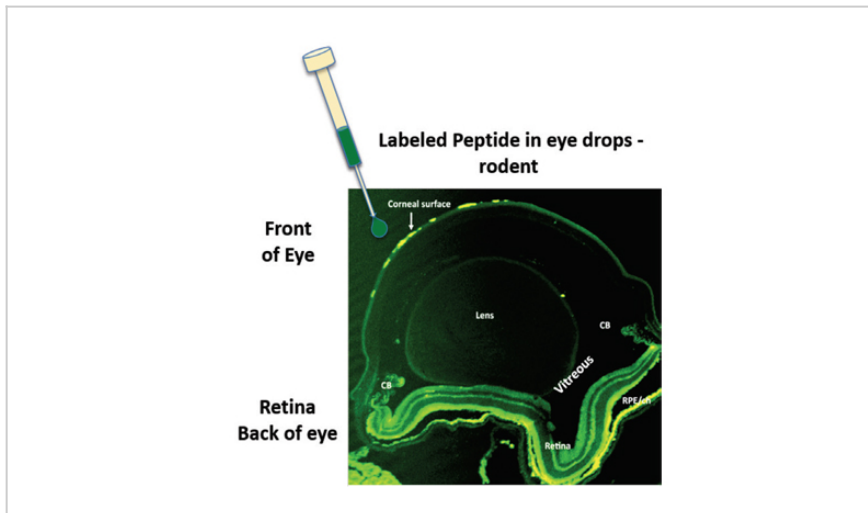 Labeled Peptide in eye drops -
rodent
Corneal surface
Front
of Eye
Lens
CB
Vitreous
CB
RPE/ch
Retina
Back of eye
Retina